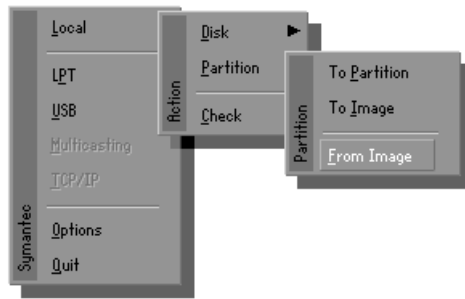 Local
LPT
USB
Multicasting
TCP/IP
Options
Quit
Symantec
Disk
Partition
Check
Action
To Partition
To Image
From Image
Partition